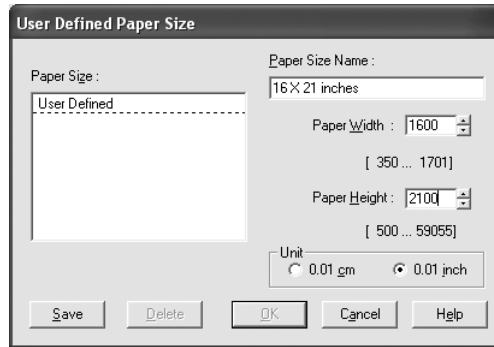 User Defined Paper Size
Paper Size :
User Defined
Paper Size Name :
16 X 21 inches
Paper Width : 1600
[ 350 ... 1701]
Paper Height : 2100
[ 500 ... 59055]
Unit
0.01 cm
0.01 inch
Save
Delete
OK
Cancel
Help